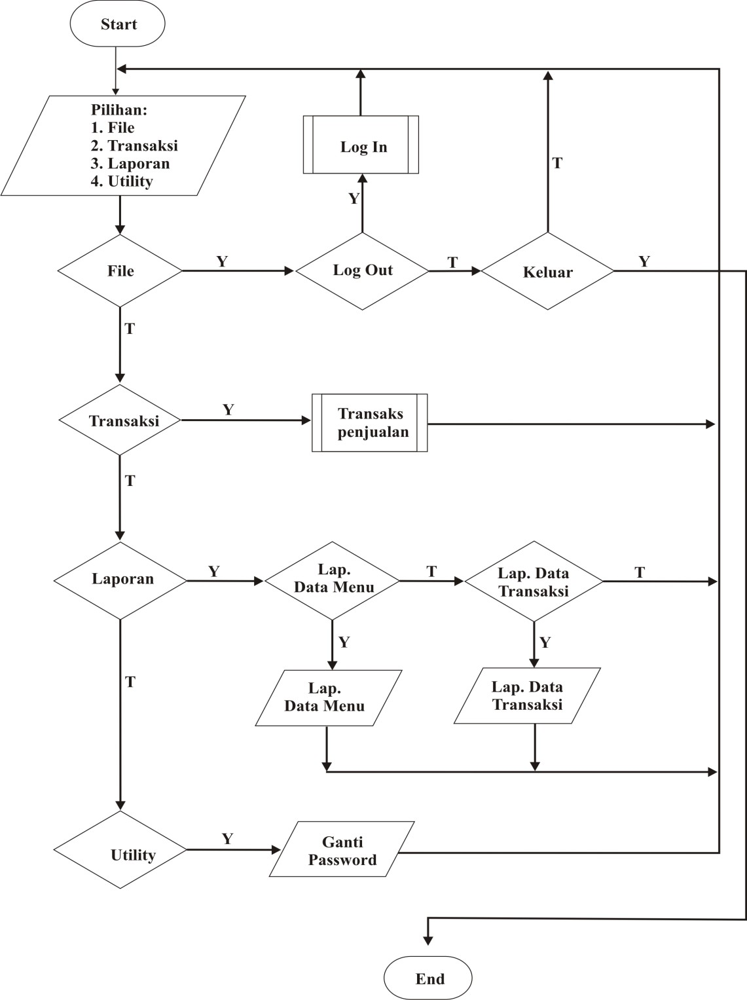 Start
Pilihan:
1. File
2. Transaksi
3. Laporan
4. Utility
Log In
T
Y
File
Y
Log Out
T
Keluar
Y
T
Transaksi
Y
Transaks
penjualan
T
Laporan
Y
Lap.
Data Menu
T
Lap. Data
Transaksi
T
Y
Y
T
Lap.
Data Menu
Lap. Data
Transaksi
Utility
Y
Ganti
Password
End